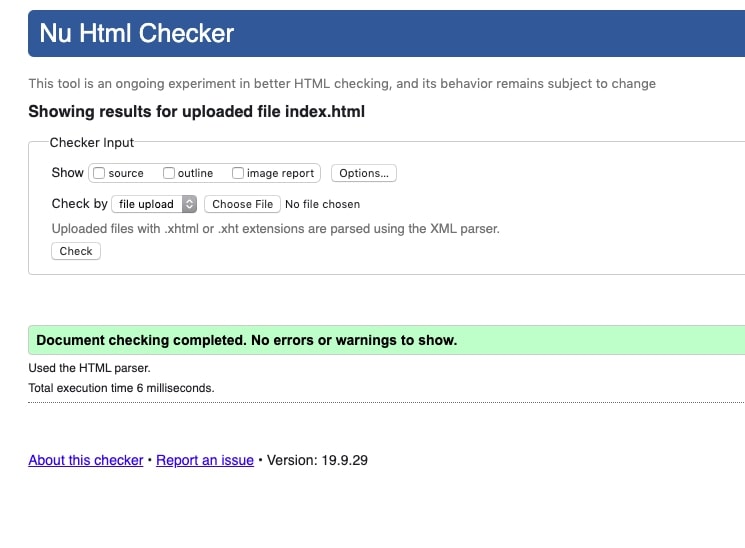 Nu Html Checker
This tool is an ongoing experiment in better HTML checking, and its behavior remains subject to change
Showing results for uploaded file index.html
Checker Input
Show source outline image report Options...
Check by file upload Choose File No file chosen
Uploaded files with .xhtml or .xht extensions are parsed using the XML parser.
Check
Document checking completed. No errors or warnings to show.
Used the HTML parser.
Total execution time 6 milliseconds.
About this checker • Report an issue • Version: 19.9.29